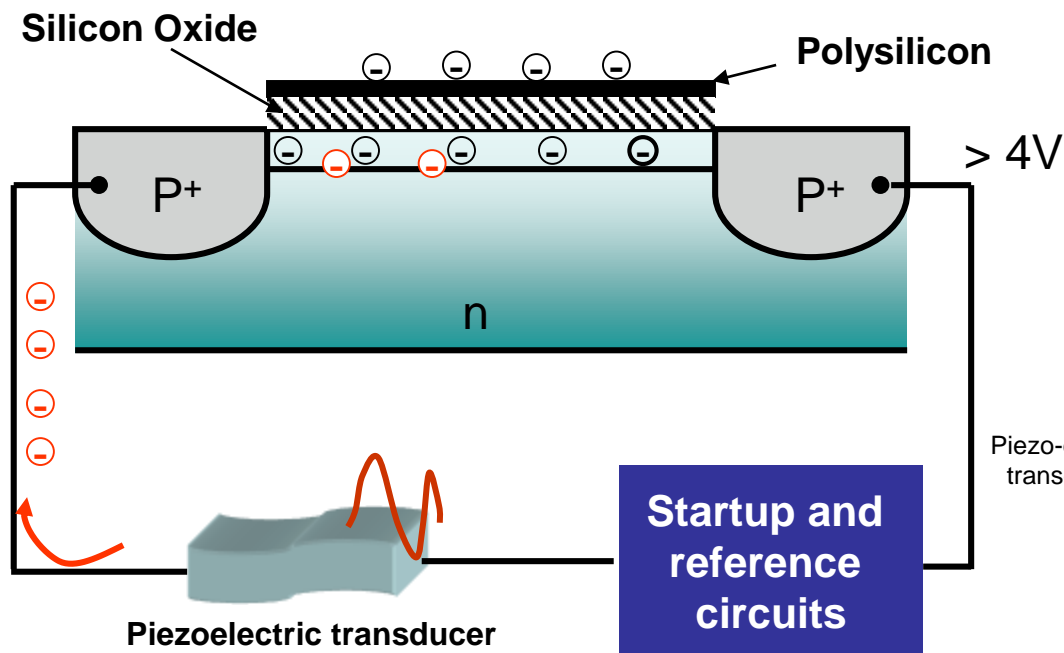 Silicon Oxide
Polysilicon
> 4V
P+
P+
n
Piezo-
trans
Startup and
reference
circuits
Piezoelectric transducer